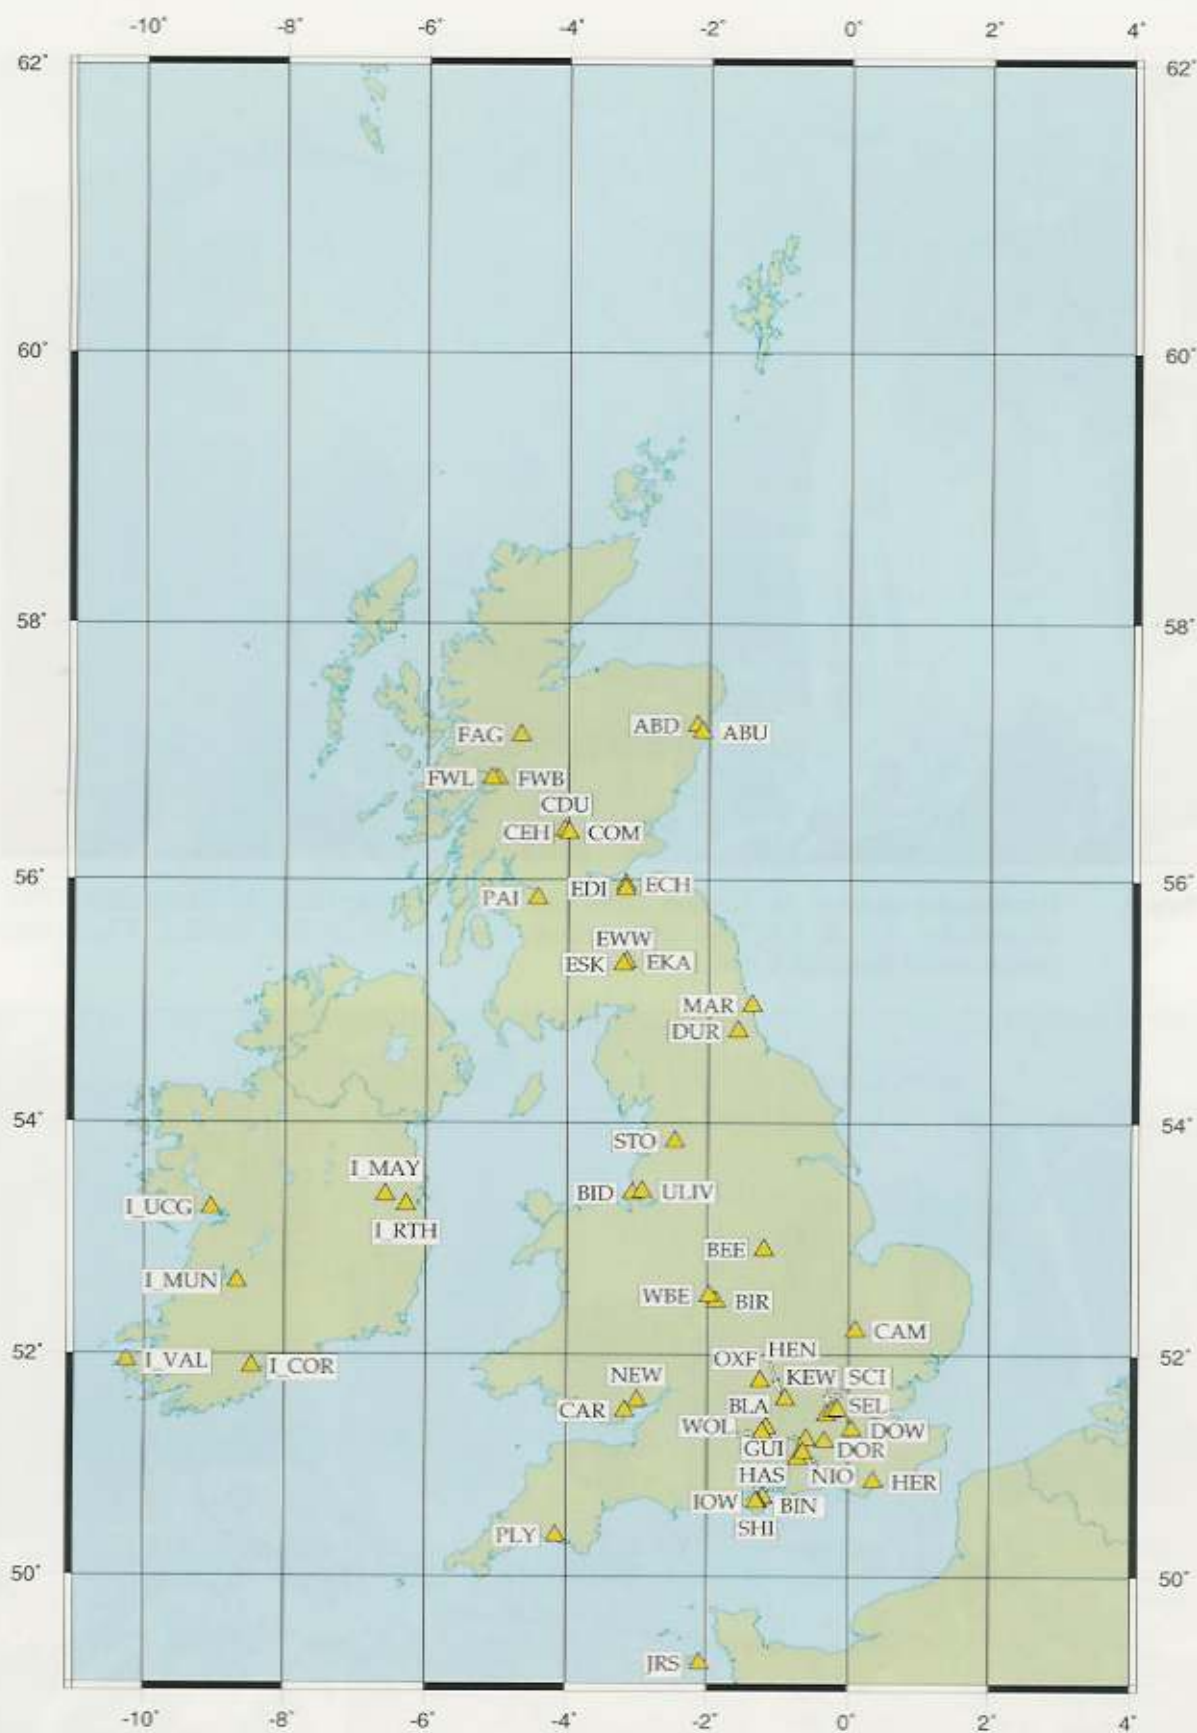 -10° -8° -6° -4° -2° 0° 2° 4°
62° 62°
60° 60°
58° 58°
ABD
ABU
FAG
FWL FWB
CDU
CEH COM
56° 56°
EDI ECH
PAI
EWW
ESK EKA
MAR
DUR
54° 54°
STO
I_MAY
BID ULIV
I_UCG
I_RTH
BEE
I_MUN
WBE BIR
CAM
52° 52°
HEN
OXF
I_VAL I_COR
NEW KEW SCI
BLA SEL
CAR
WOL DOW
GUI DOR
HAS NIO HER
IOW BIN
SHI
PLY
50° 50°
JRS
-10° -8° -6° -4° -2° 0° 2° 4°